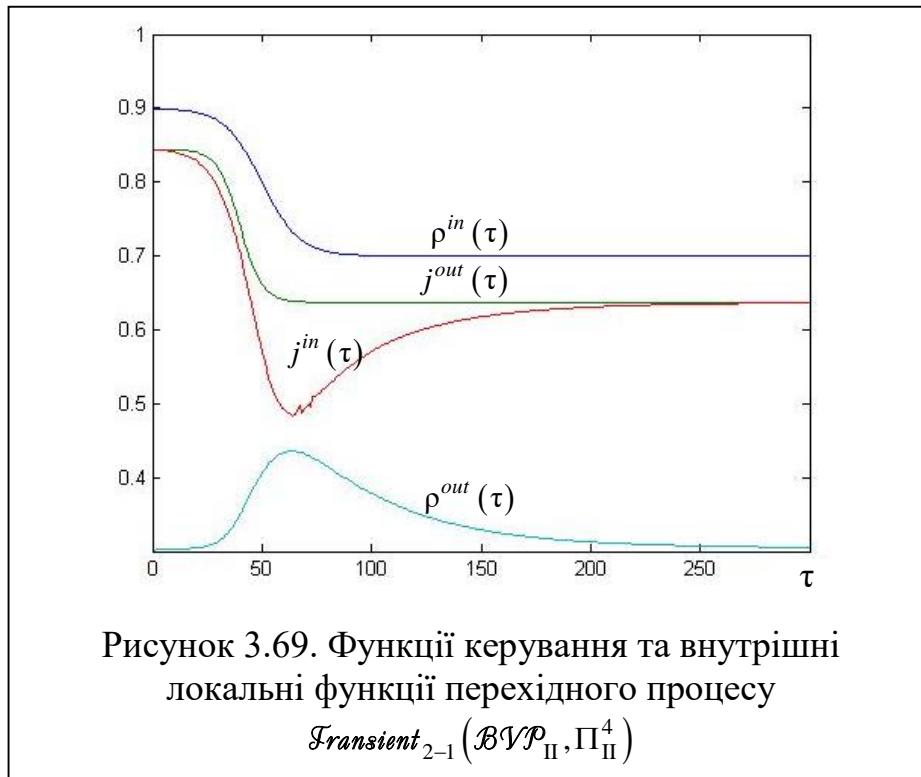 1
0.9
0.8
0.7
0.6
0.5
0.4
0 50 100 150 200 250 τ
ρ^in (τ)
j^out (τ)
j^in (τ)
ρ^out (τ)
Рисунок 3.69. Функції керування та внутрішні
локальні функції перехідного процесу
𝒯ransient_2–1 (ℬ𝒱𝒫_II, Π_II^4)